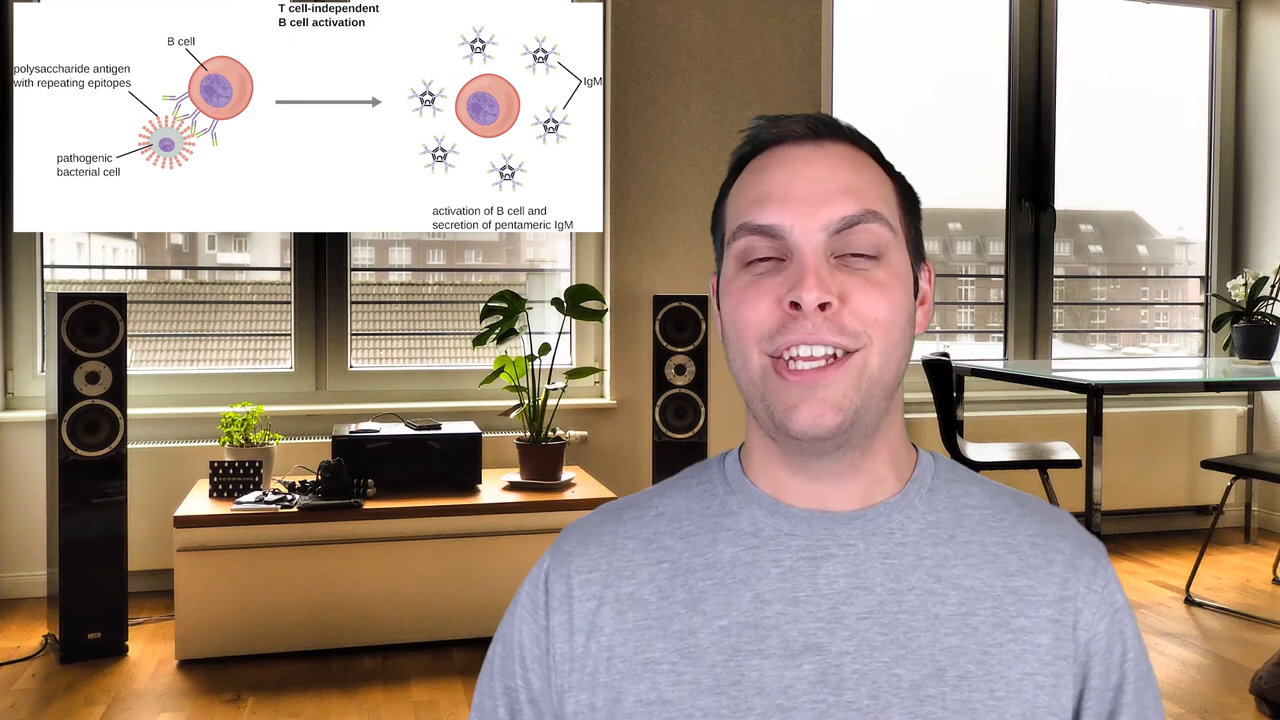 T cell-independent
B cell activation
B cell
polysaccharide antigen
with repeating epitopes
pathogenic
bacterial cell
IgM
activation of B cell and
secretion of pentameric IgM
HECO